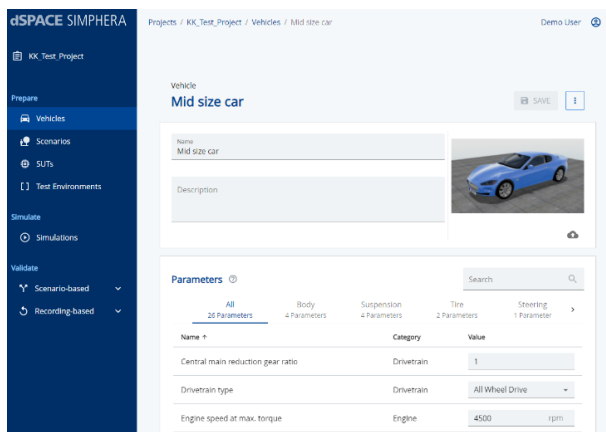 dSPACE SIMPHERA
Projects / KK_Test_Project / Vehicles / Mid size car
Demo User
KK_Test_Project
Prepare
Vehicles
Scenarios
SUTs
Test Environments
Simulate
Simulations
Validate
Scenario-based
Recording-based
Vehicle
Mid size car
SAVE
Name
Mid size car
Description
Parameters
Search
All Body Suspension Tire Steering
26 Parameters 4 Parameters 4 Parameters 2 Parameters 1 Parameter
Name Category Value
Central main reduction gear ratio Drivetrain 1
Drivetrain type Drivetrain All Wheel Drive
Engine speed at max. torque Engine 4500 rpm